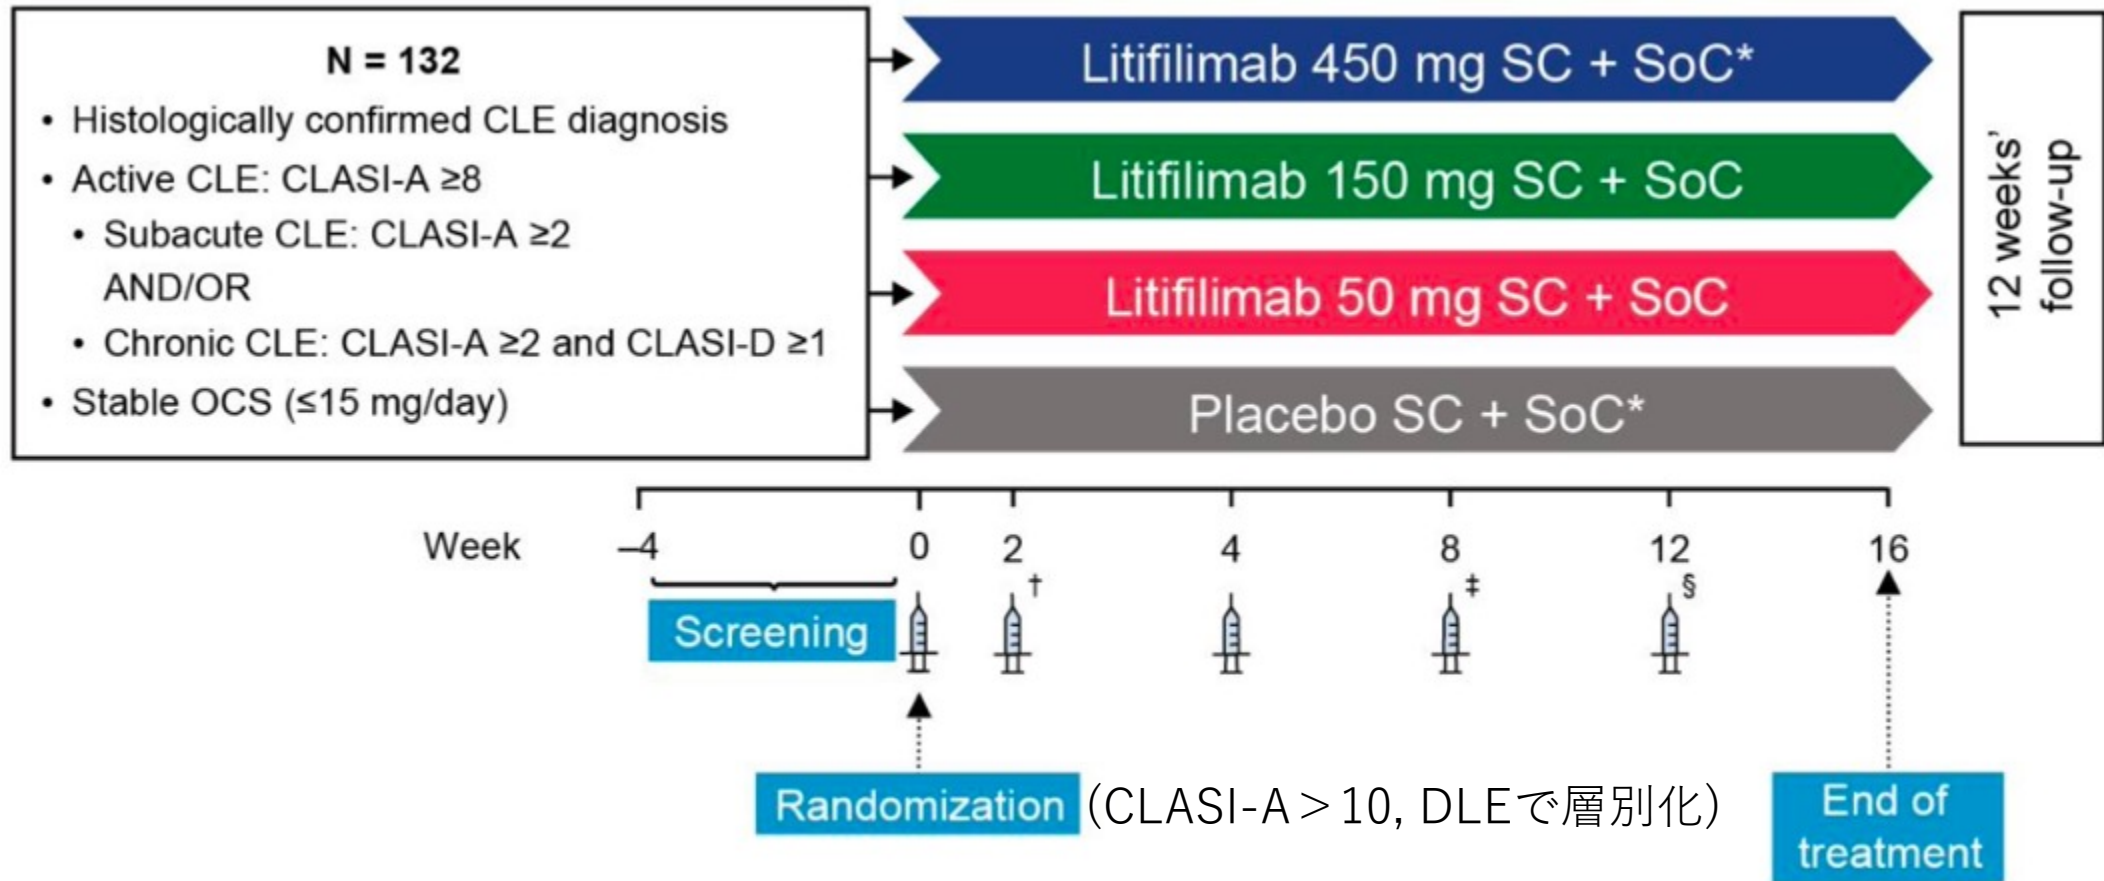 N = 132
• Histologically confirmed CLE diagnosis
• Active CLE: CLASI-A ≥8
• Subacute CLE: CLASI-A ≥2
AND/OR
• Chronic CLE: CLASI-A ≥2 and CLASI-D ≥1
• Stable OCS (≤15 mg/day)
Litifilimab 450 mg SC + SoC*
Litifilimab 150 mg SC + SoC
Litifilimab 50 mg SC + SoC
Placebo SC + SoC*
12 weeks’
follow-up
Week –4 0 2 4 8 12 16
† ‡ §
Screening
Randomization (CLASI-A＞10, DLEで層別化)
End of
treatment